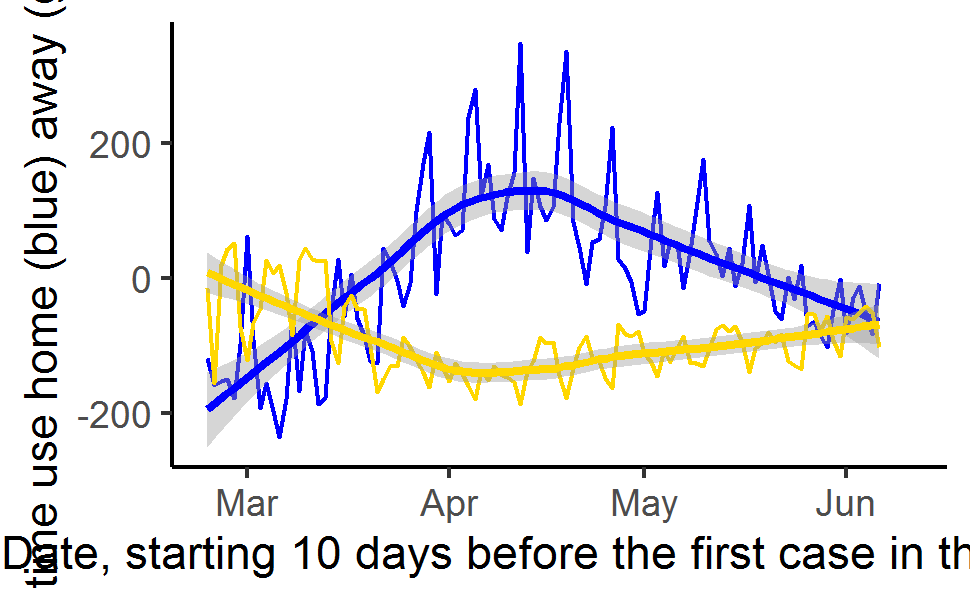 time use home (blue) away (
200
0
-200
Mar Apr May Jun
Date, starting 10 days before the first case in th